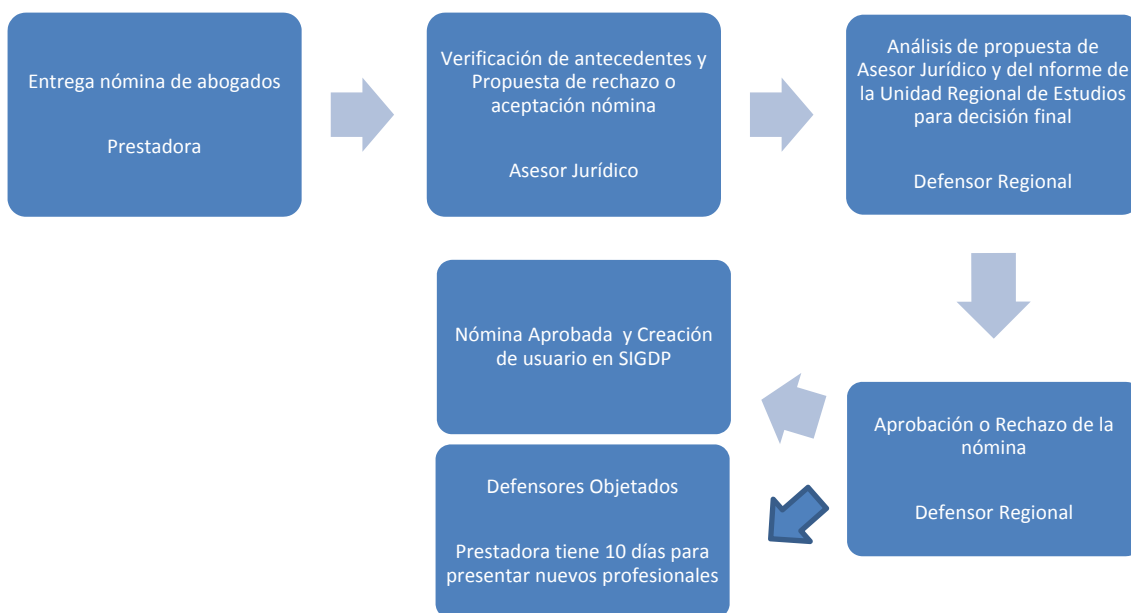 Entrega nómina de abogados
Prestadora
Verificación de antecedentes y
Propuesta de rechazo o
aceptación nómina
Asesor Jurídico
Análisis de propuesta de
Asesor Jurídico y del nforme de
la Unidad Regional de Estudios
para decisión final
Defensor Regional
Aprobación o Rechazo de la
nómina
Defensor Regional
Nómina Aprobada y Creación
de usuario en SIGDP
Defensores Objetados
Prestadora tiene 10 días para
presentar nuevos profesionales